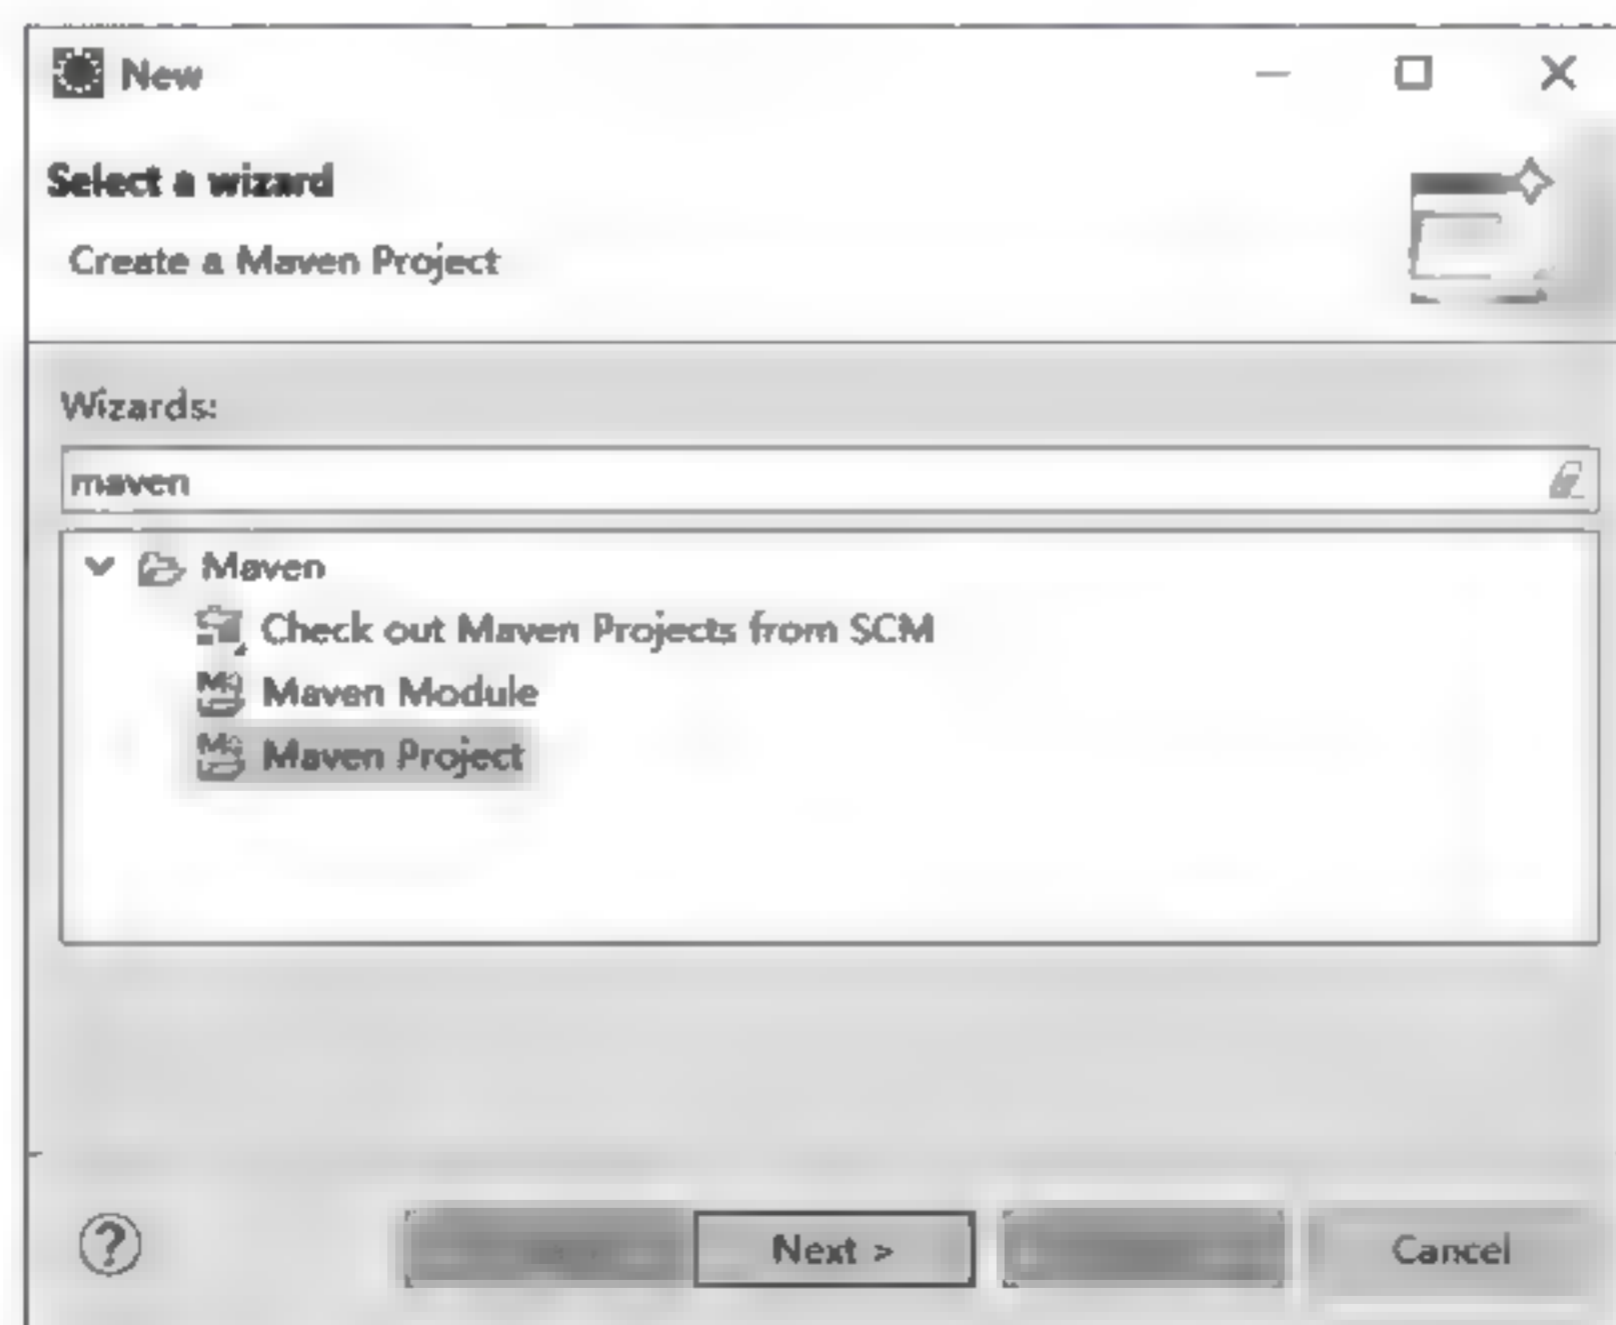 New
Select a wizard
Create a Maven Project
Wizards:
maven
Maven
Check out Maven Projects from SCM
Maven Module
Maven Project
Next >
Cancel